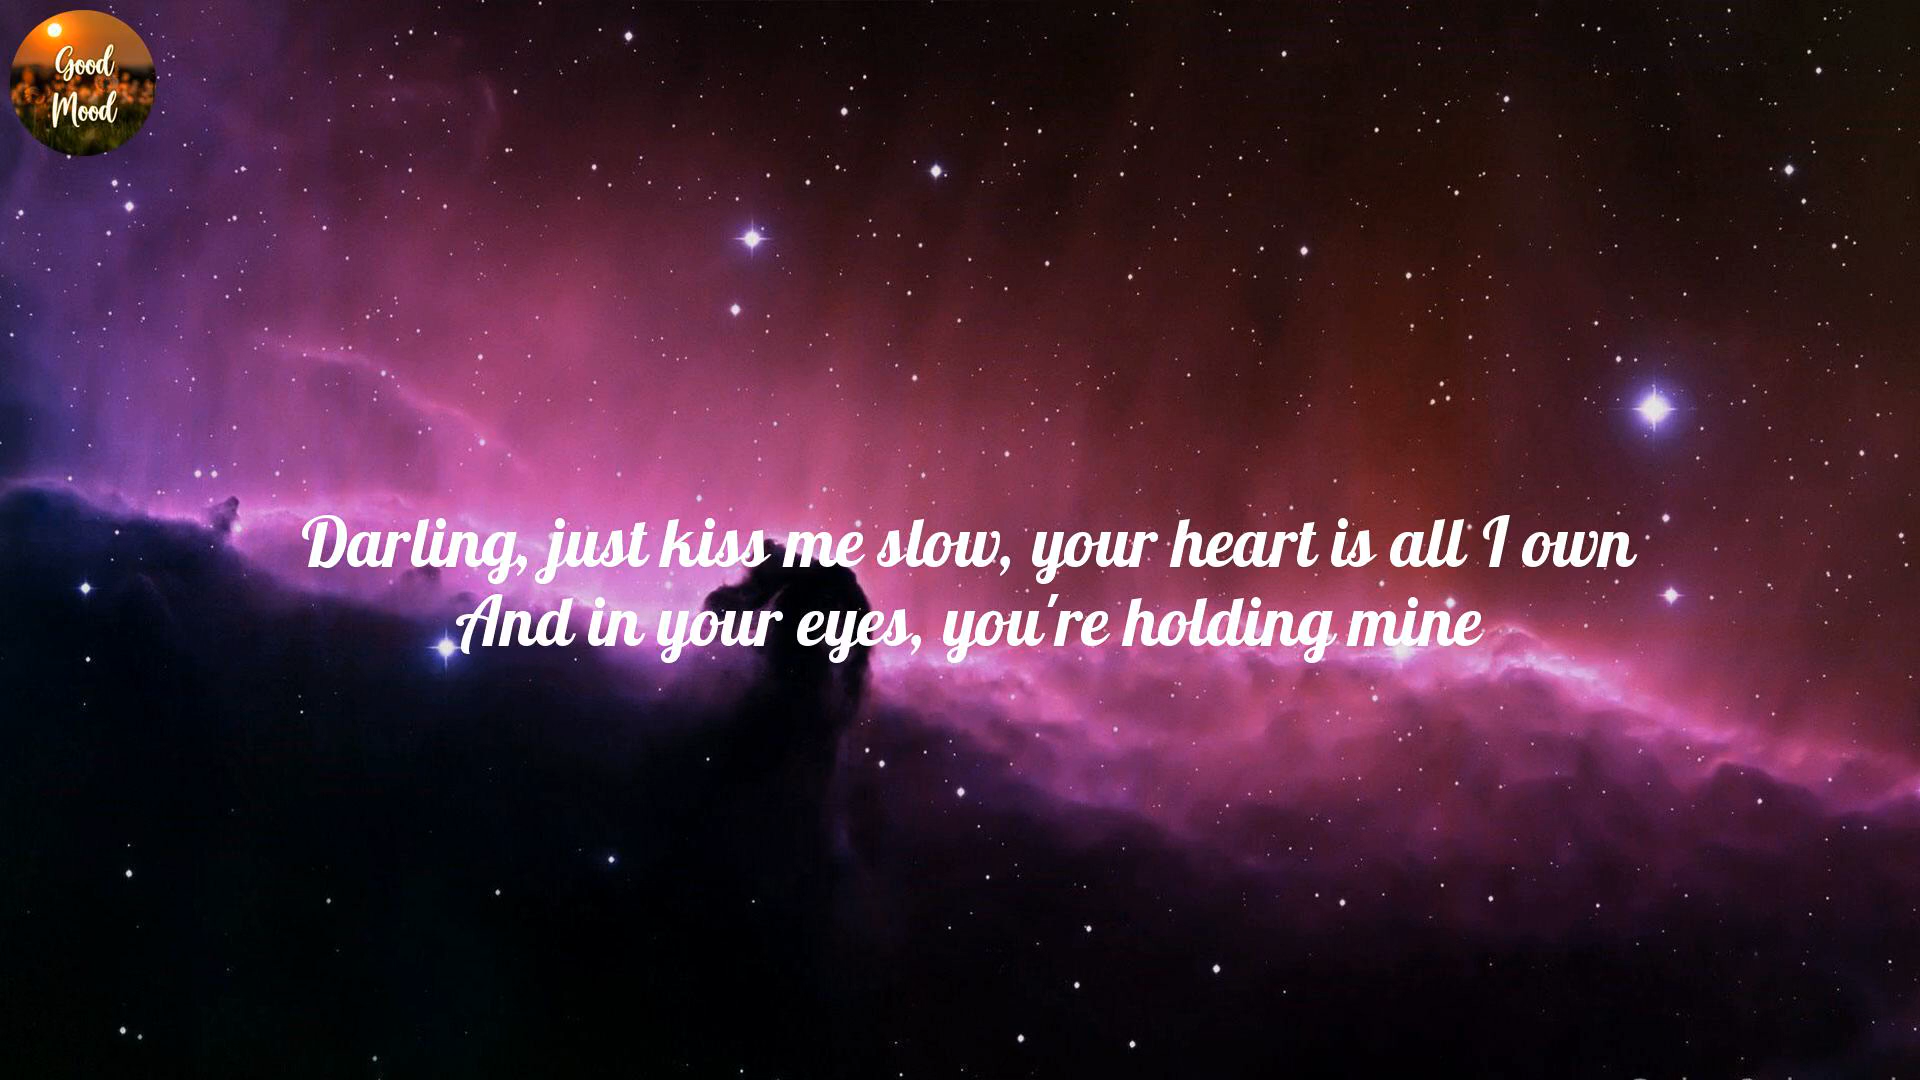 Good
Mood
Darling, just kiss me slow, your heart is all I own
And in your eyes, you're holding mine